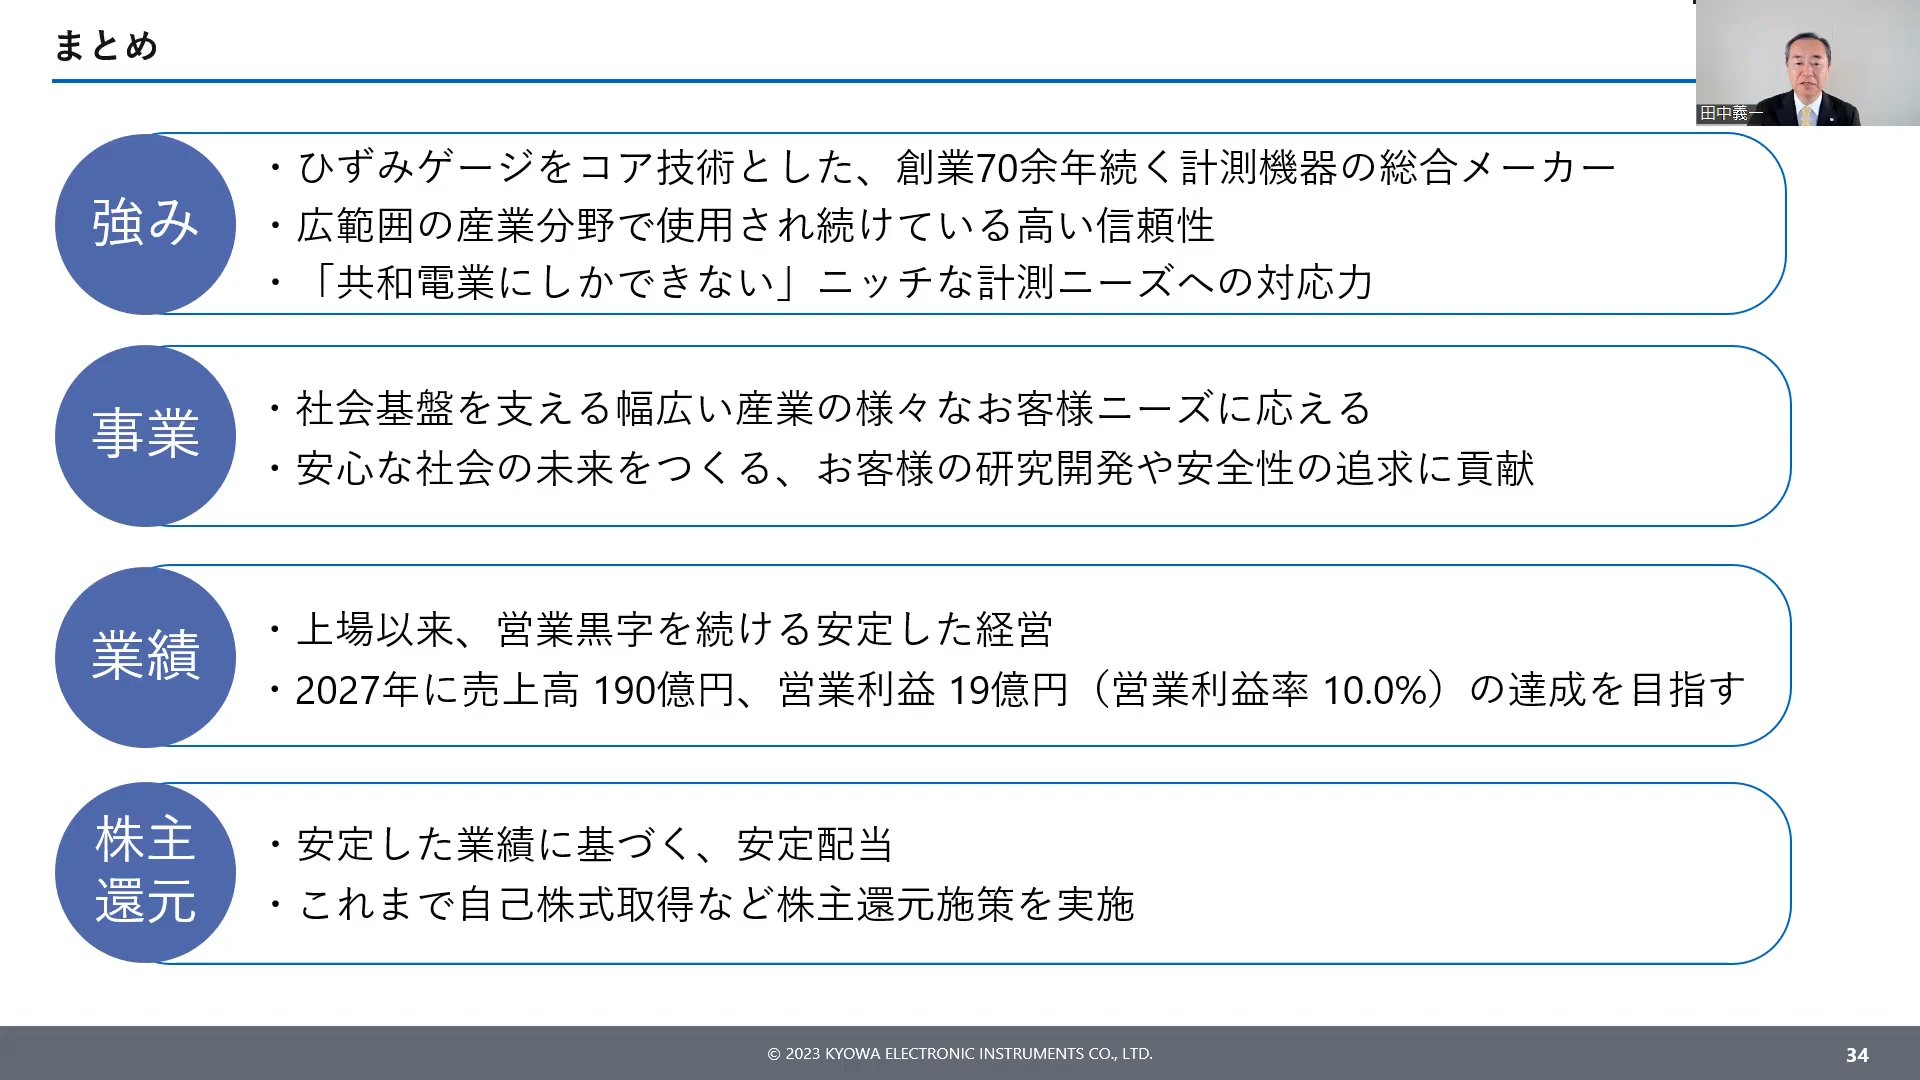 まとめ
田中義一
強み
・ひずみゲージをコア技術とした、創業70余年続く計測機器の総合メーカー
・広範囲の産業分野で使用され続けている高い信頼性
・「共和電業にしかできない」ニッチな計測ニーズへの対応力
事業
・社会基盤を支える幅広い産業の様々なお客様ニーズに応える
・安心な社会の未来をつくる、お客様の研究開発や安全性の追求に貢献
業績
・上場以来、営業黒字を続ける安定した経営
・2027年に売上高 190億円、営業利益 19億円（営業利益率 10.0%）の達成を目指す
株主
還元
・安定した業績に基づく、安定配当
・これまで自己株式取得など株主還元施策を実施
© 2023 KYOWA ELECTRONIC INSTRUMENTS CO., LTD.
34